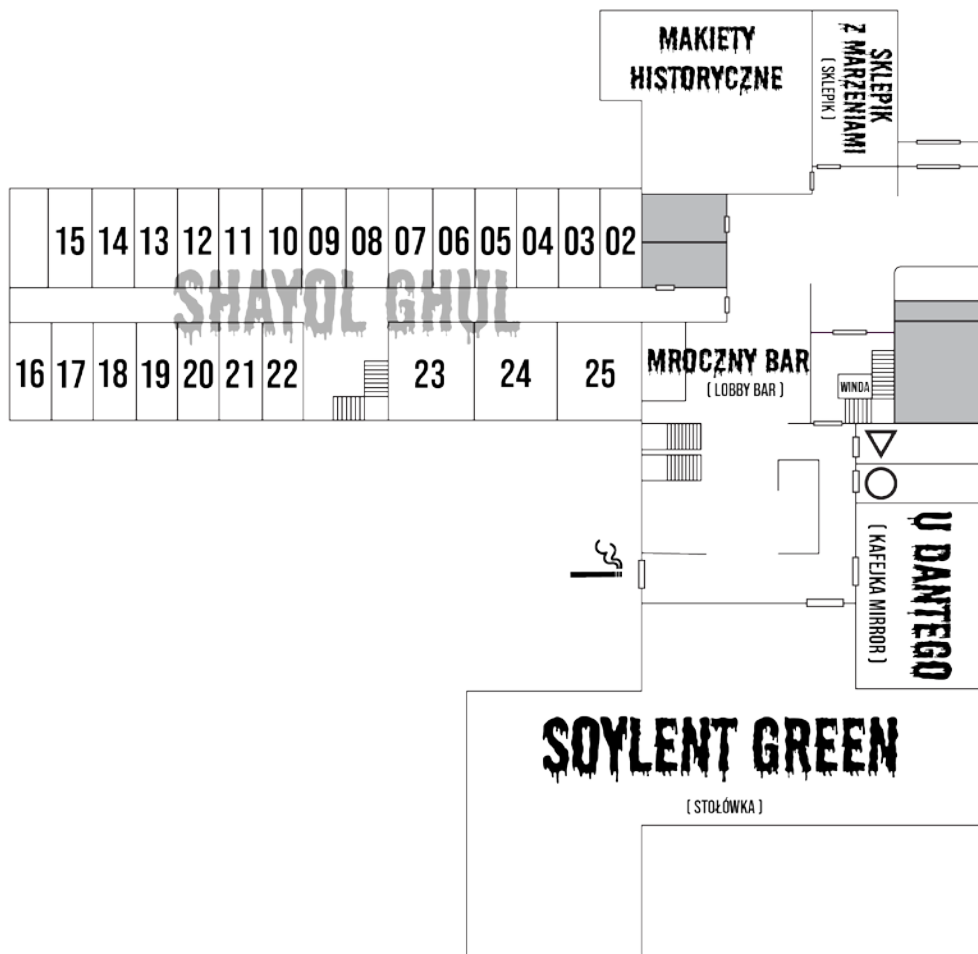 MAKIETY
HISTORYCZNE
SKLEPIK
Z MARZENIAMI
( SKLEPIK )
15 14 13 12 11 10 09 08 07 06 05 04 03 02
SHAYOL GHUL
16 17 18 19 20 21 22 23 24 25
MROCZNY BAR
( LOBBY BAR )
WINDA
U DANTEGO
( KAFEJKA MIRROR )
SOYLENT GREEN
( STOŁÓWKA )